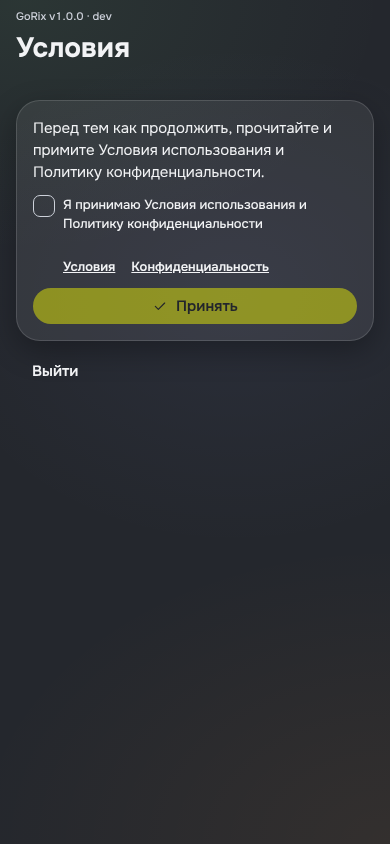 GoRix v1.0.0 · dev
Условия
Перед тем как продолжить, прочитайте и
примите Условия использования и
Политику конфиденциальности.
Я принимаю Условия использования и
Политику конфиденциальности
Условия Конфиденциальность
Принять
Выйти